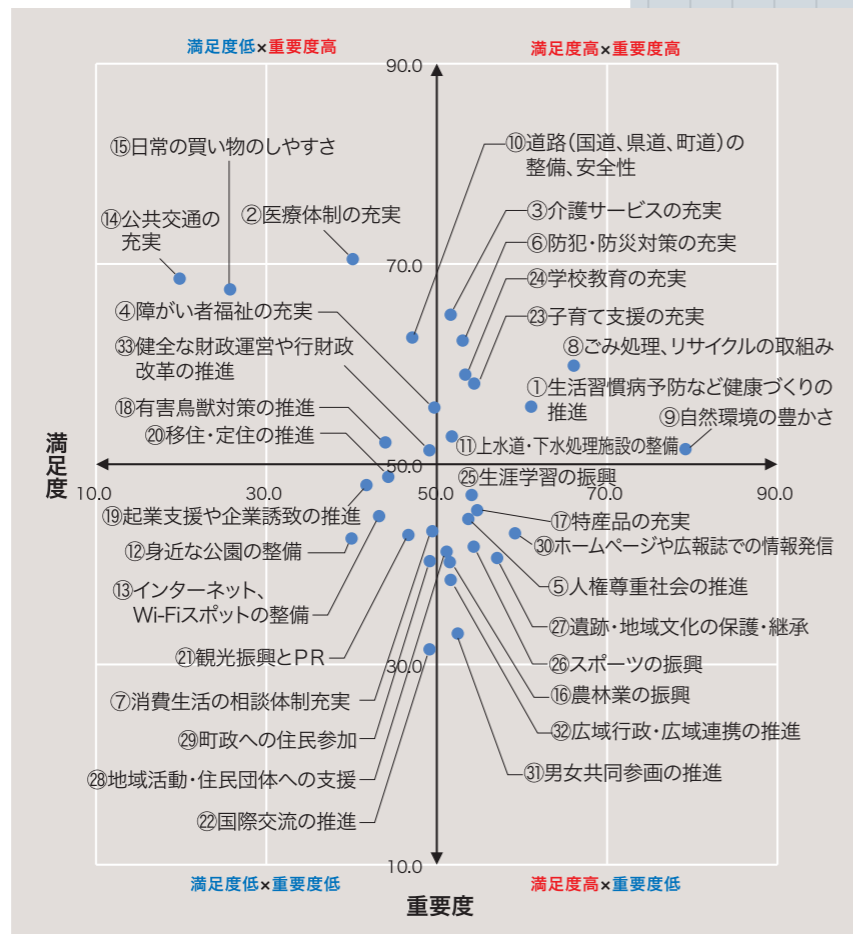 満足度低×重要度高
満足度高×重要度高
90.0
⑮日常の買い物のしやすさ
⑩道路（国道、県道、町道）の
整備、安全性
⑭公共交通の
充実
②医療体制の充実
③介護サービスの充実
⑥防犯・防災対策の充実
70.0
㉔学校教育の充実
④障がい者福祉の充実
㉓子育て支援の充実
㉝健全な財政運営や行財政
改革の推進
⑧ごみ処理、リサイクルの取組み
①生活習慣病予防など健康づくりの
推進
⑱有害鳥獣対策の推進
⑨自然環境の豊かさ
⑳移住・定住の推進
⑪上水道・下水処理施設の整備
満足度
50.0
10.0
30.0
50.0
70.0
90.0
㉕生涯学習の振興
⑲起業支援や企業誘致の推進
⑰特産品の充実
⑫身近な公園の整備
㉚ホームページや広報誌での情報発信
⑬インターネット、
Wi-Fiスポットの整備
⑤人権尊重社会の推進
㉗遺跡・地域文化の保護・継承
㉑観光振興とPR
30.0
㉖スポーツの振興
⑦消費生活の相談体制充実
⑯農林業の振興
㉙町政への住民参加
㉜広域行政・広域連携の推進
㉘地域活動・住民団体への支援
㉛男女共同参画の推進
㉒国際交流の推進
10.0
満足度低×重要度低
満足度高×重要度低
重要度